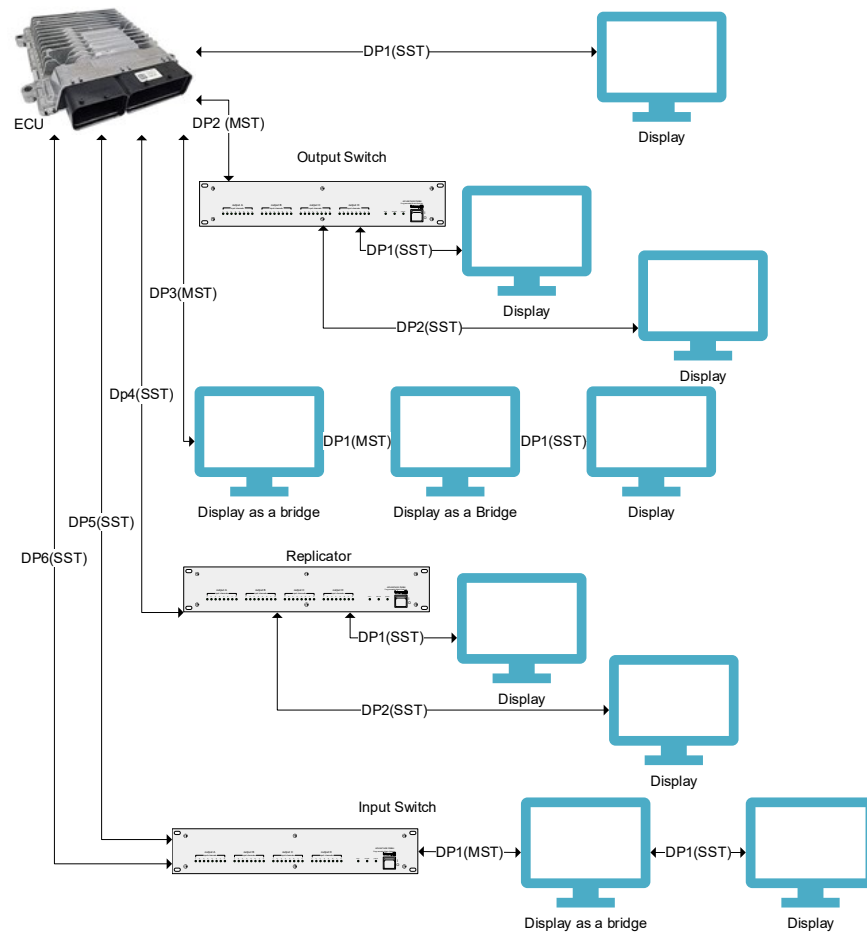 DP1(SST)
ECU
DP2 (MST)
Display
Output Switch
DP1(SST)
DP3(MST)
Display
DP2(SST)
Display
Dp4(SST)
DP1(MST)
DP1(SST)
Display as a bridge
Display as a Bridge
Display
DP5(SST)
DP6(SST)
Replicator
DP1(SST)
Display
DP2(SST)
Display
Input Switch
DP1(MST)
DP1(SST)
Display as a bridge
Display